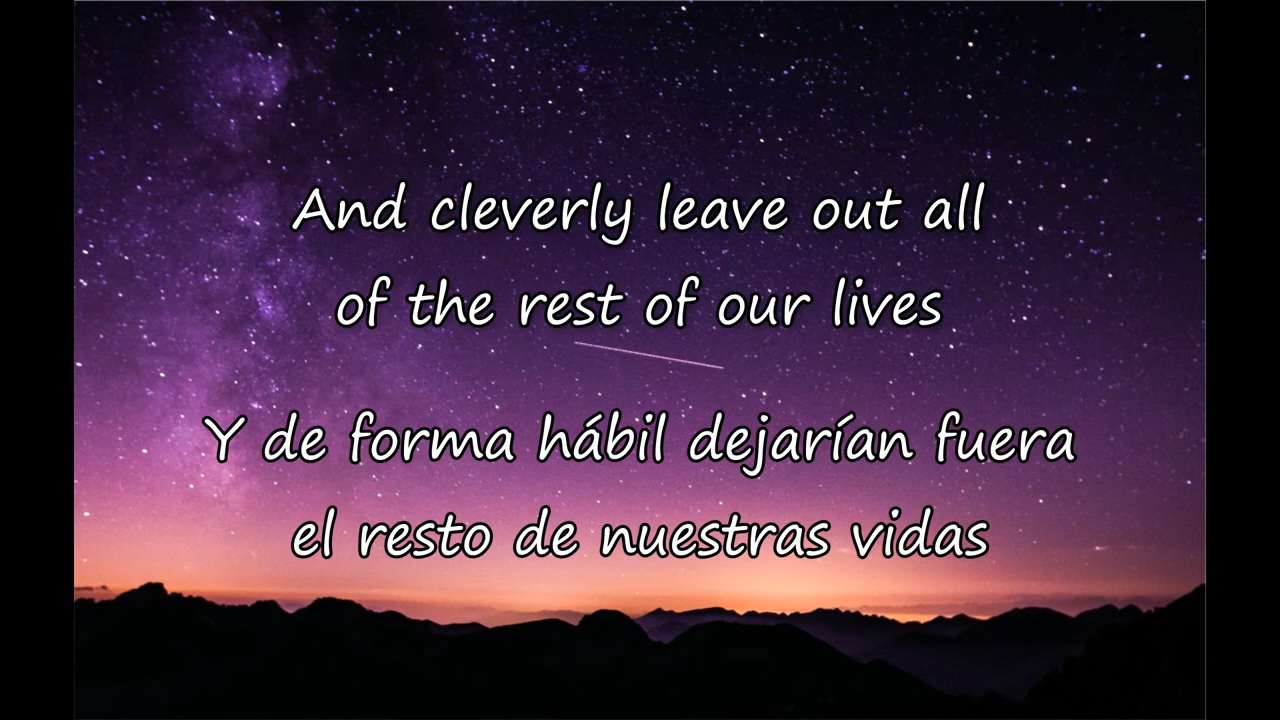 And cleverly leave out all
of the rest of our lives
Y de forma hábil dejarían fuera
el resto de nuestras vidas